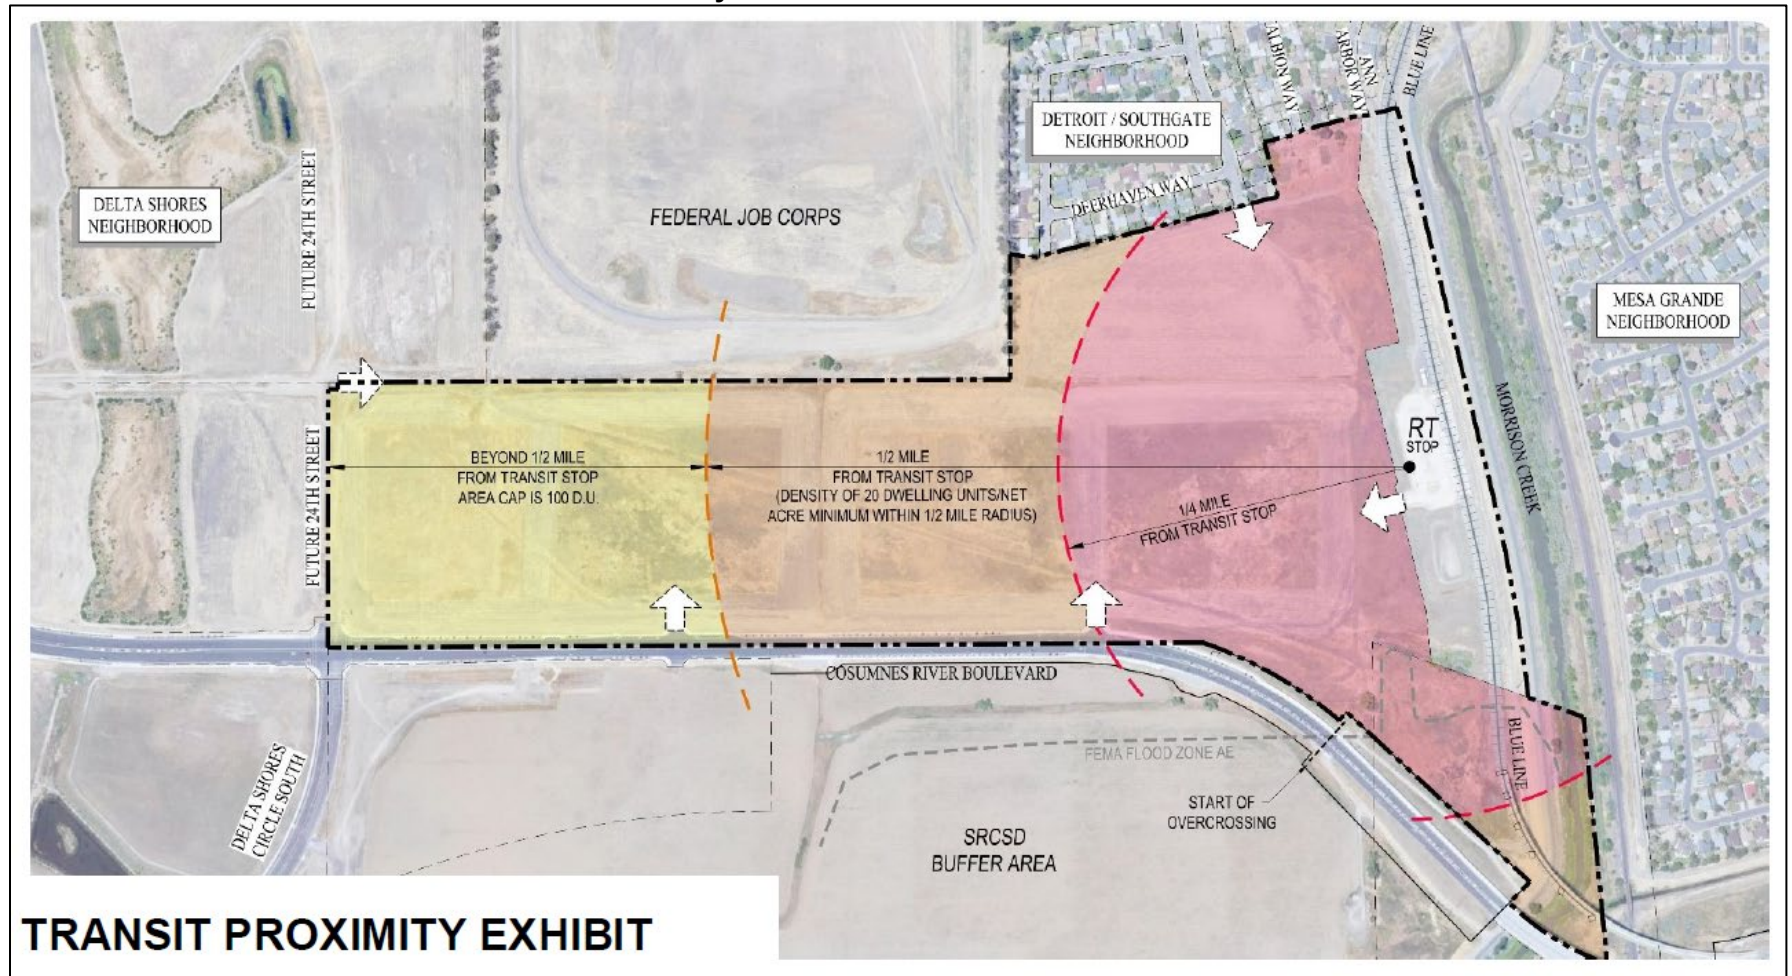 ALBION WAY
ANN
ARBOR WAY
BLUE LINE
DETROIT / SOUTHGATE
NEIGHBORHOOD
DEERHAVEN WAY
DELTA SHORES
NEIGHBORHOOD
FUTURE 24TH STREET
FEDERAL JOB CORPS
MESA GRANDE
NEIGHBORHOOD
MORRISON CREEK
RT
STOP
BEYOND 1/2 MILE
FROM TRANSIT STOP
AREA CAP IS 100 D.U.
1/2 MILE
FROM TRANSIT STOP
(DENSITY OF 20 DWELLING UNITS/NET
ACRE MINIMUM WITHIN 1/2 MILE RADIUS)
1/4 MILE
FROM TRANSIT STOP
FUTURE 24TH STREET
COSUMNES RIVER BOULEVARD
BLUE LINE
FEMA FLOOD ZONE AE
DELTA SHORES
CIRCLE SOUTH
START OF
OVERCROSSING
SRCSD
BUFFER AREA
TRANSIT PROXIMITY EXHIBIT